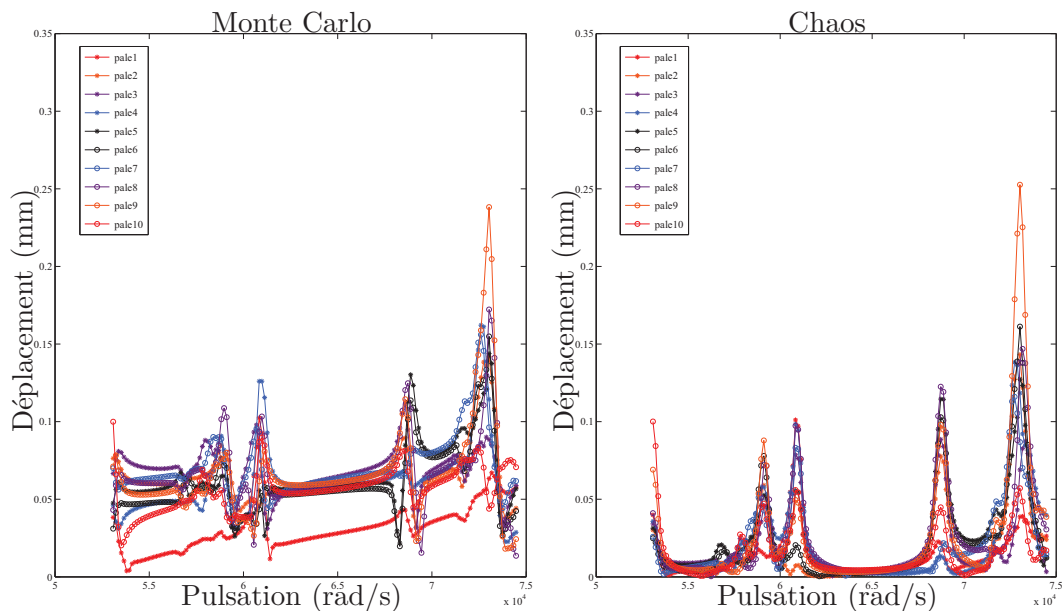 Monte Carlo
0.35
0.3
0.25
0.2
0.15
0.1
0.05
0
Déplacement (mm)
pale1
pale2
pale3
pale4
pale5
pale6
pale7
pale8
pale9
pale10
5 5.5 6 6.5 7 7.5
x 10⁴
Pulsation (rad/s)
Chaos
0.35
0.3
0.25
0.2
0.15
0.1
0.05
0
Déplacement (mm)
pale1
pale2
pale3
pale4
pale5
pale6
pale7
pale8
pale9
pale10
5 5.5 6 6.5 7 7.5
x 10⁴
Pulsation (rad/s)